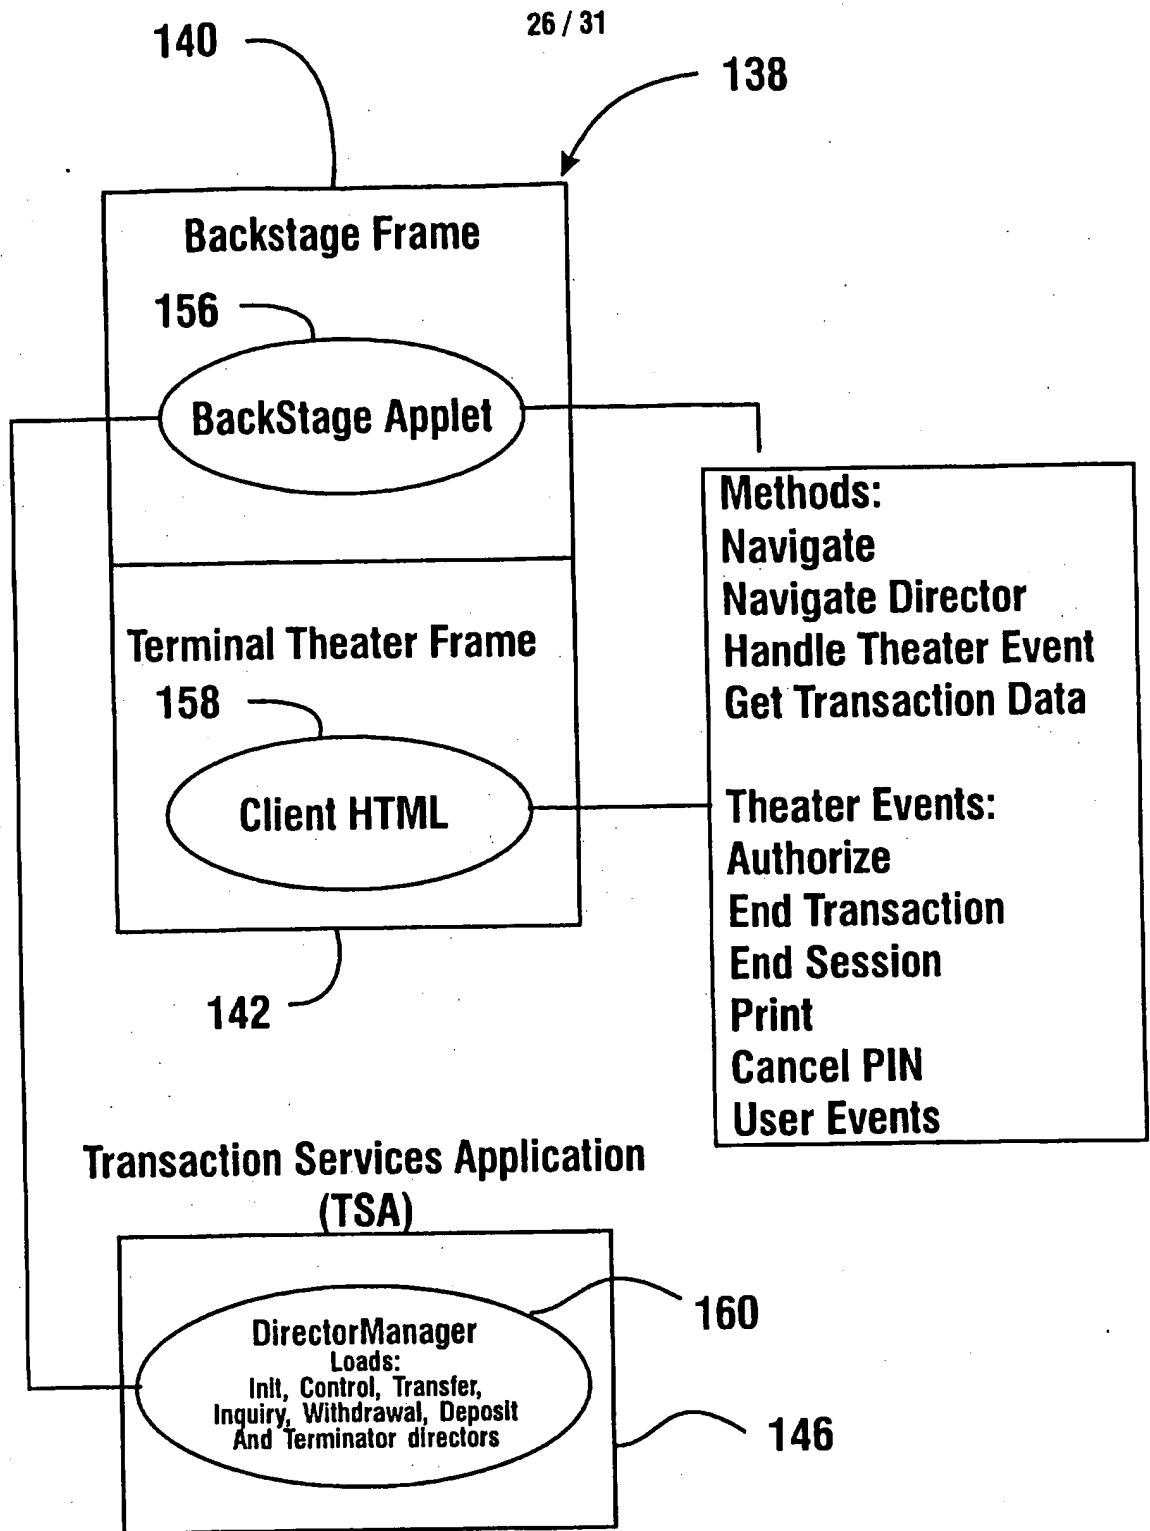 26 / 31
140
138
Backstage Frame
156
BackStage Applet
Methods:
Navigate
Navigate Director
Handle Theater Event
Get Transaction Data
Theater Events:
Authorize
End Transaction
End Session
Print
Cancel PIN
User Events
Terminal Theater Frame
158
Client HTML
142
Transaction Services Application
(TSA)
DirectorManager
Loads:
Init, Control, Transfer,
Inquiry, Withdrawal, Deposit
And Terminator directors
160
146